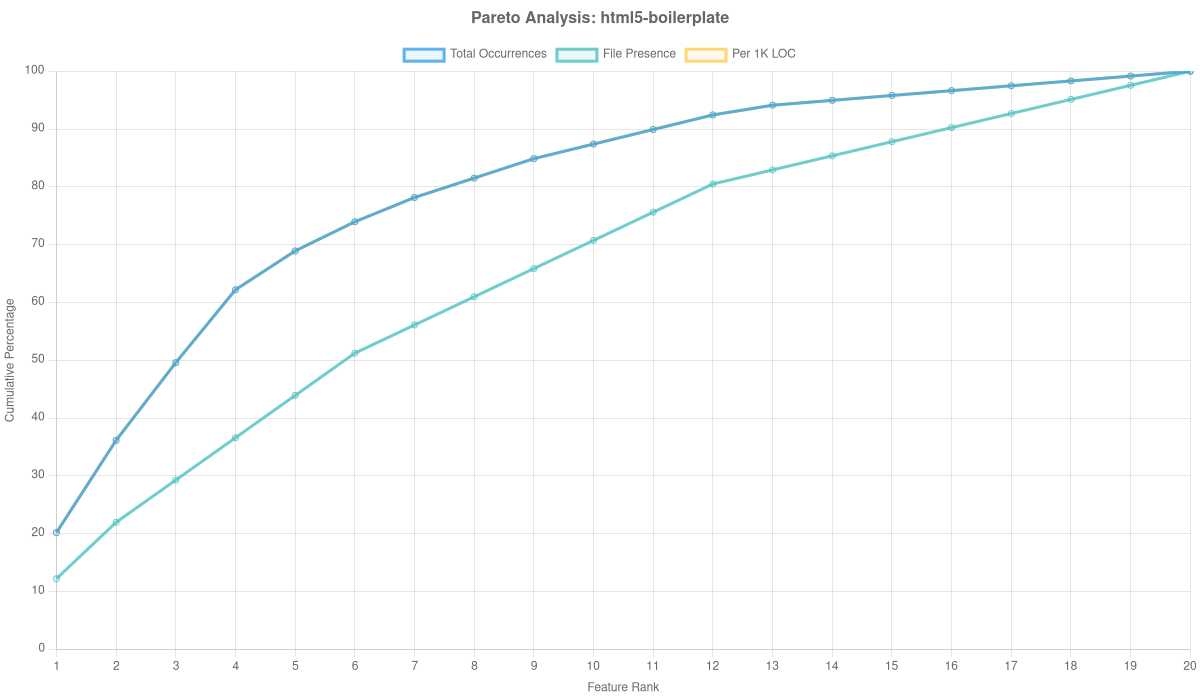 Pareto Analysis: html5-boilerplate
Total Occurrences File Presence Per 1K LOC
100
90
80
70
60
50
40
30
20
10
0
Cumulative Percentage
1 2 3 4 5 6 7 8 9 10 11 12 13 14 15 16 17 18 19 20
Feature Rank